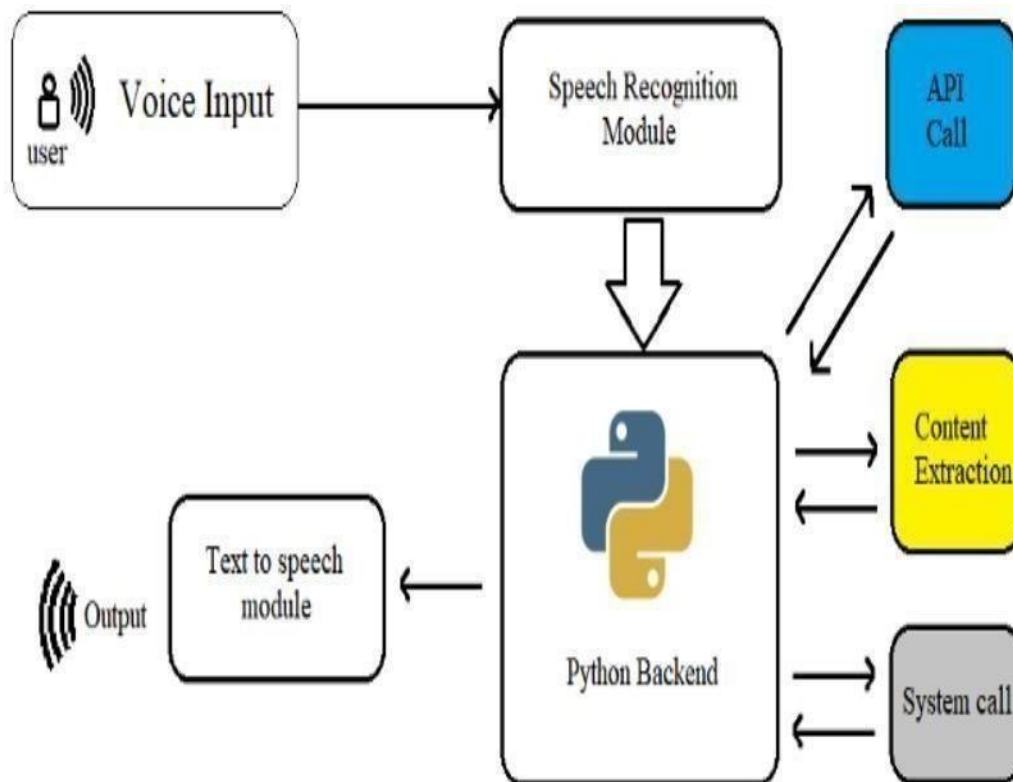 Voice Input
user
Speech Recognition
Module
API
Call
Content
Extraction
Python Backend
Text to speech
module
Output
System call